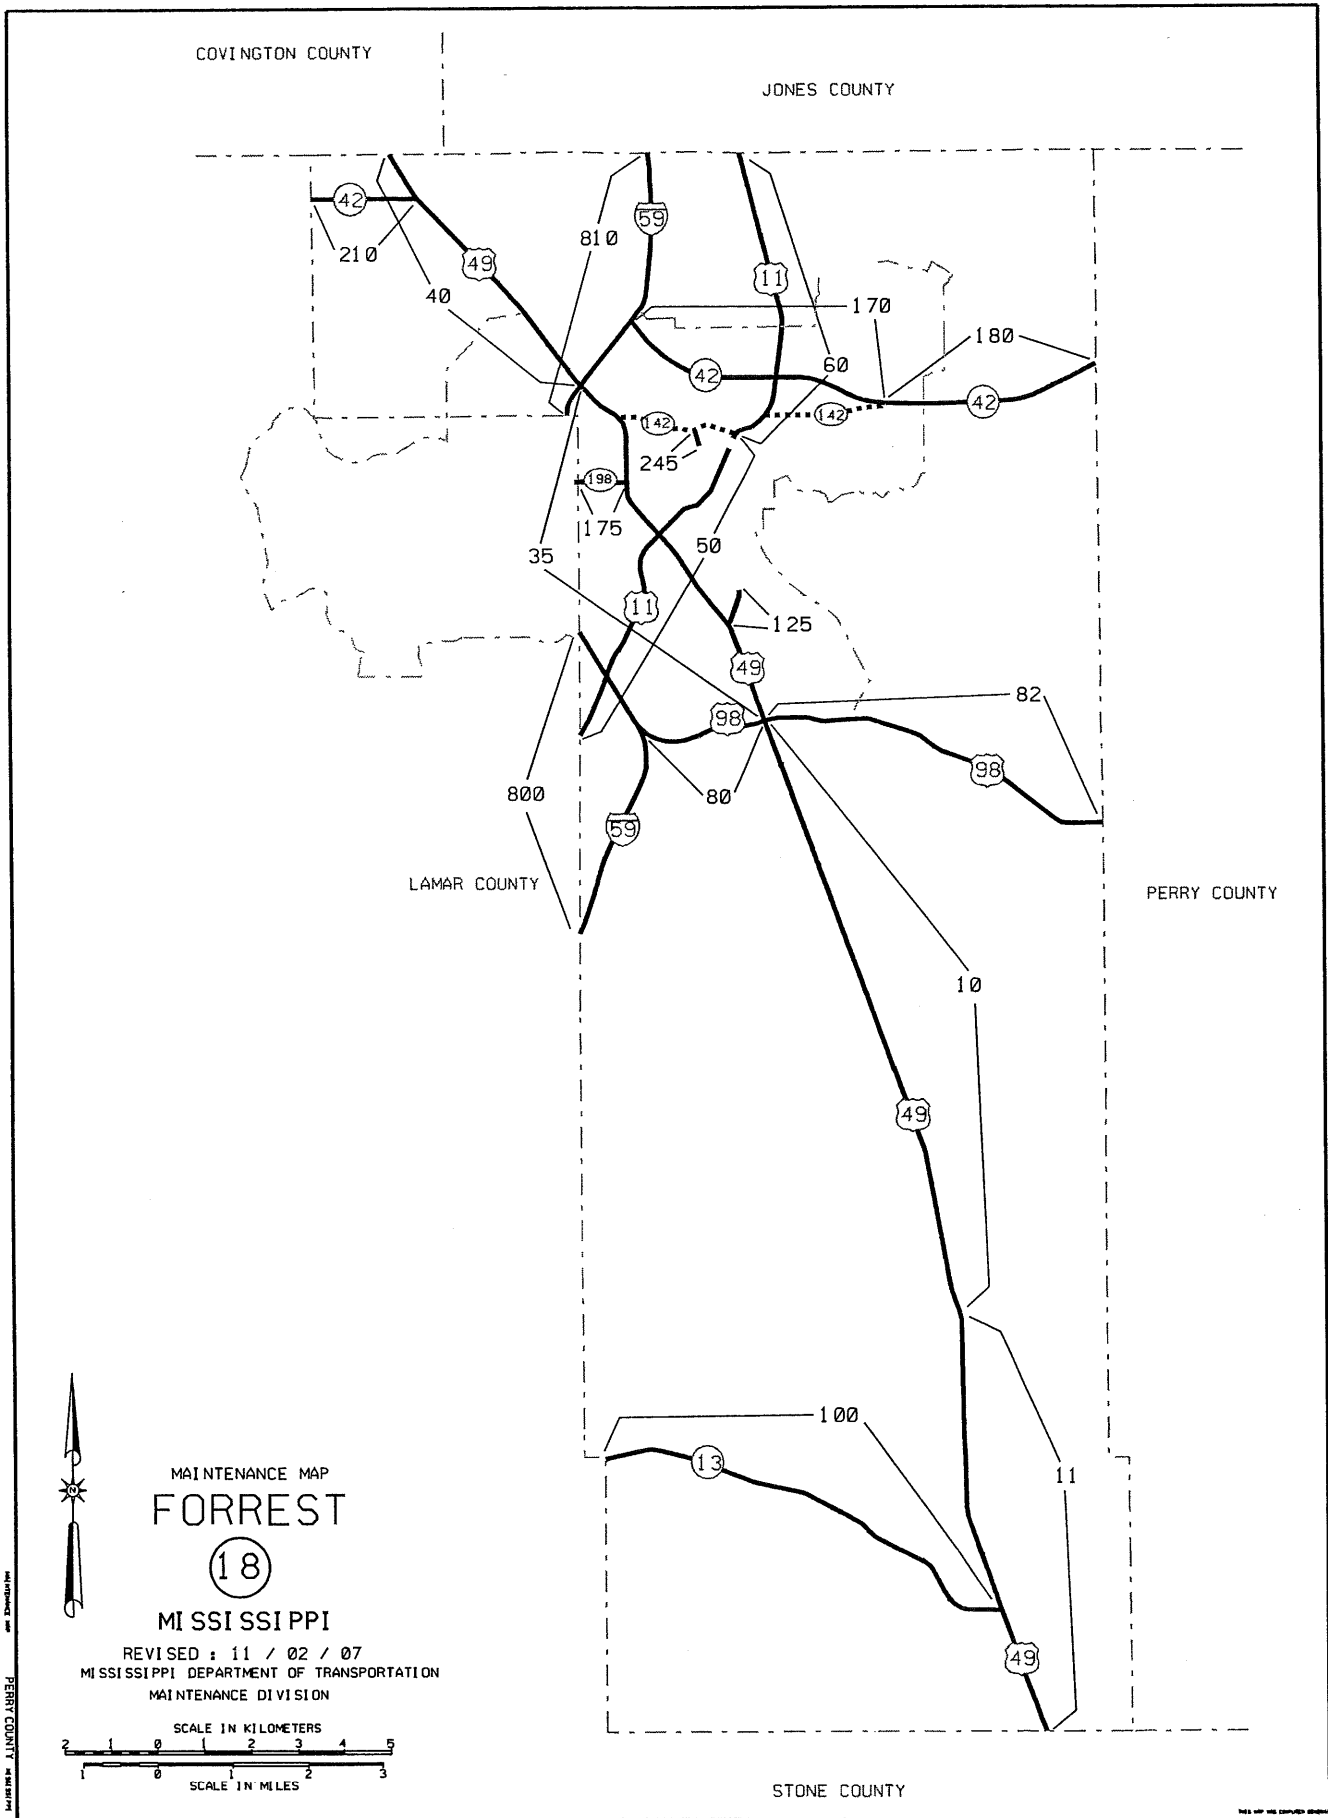 COVINGTON COUNTY
JONES COUNTY
42
59
210
810
49
11
40
170
180
60
42
42
142
142
245
198
175
50
35
11
125
49
82
98
98
800
80
59
LAMAR COUNTY
PERRY COUNTY
10
49
100
13
11
N
MAINTENANCE MAP
FORREST
18
MISSISSIPPI
REVISED : 11 / 02 / 07
MISSISSIPPI DEPARTMENT OF TRANSPORTATION
MAINTENANCE DIVISION
49
SCALE IN KILOMETERS
2 1 0 1 2 3 4 5
1 0 1 2 3
SCALE IN MILES
STONE COUNTY
MAINTENANCE MAP
PERRY COUNTY MISSISSIPPI